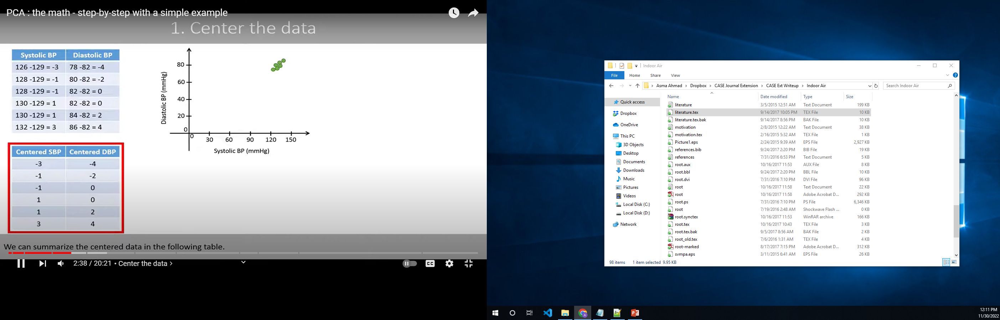 PCA : the math - step-by-step with a simple example
1. Center the data
Systolic BP Diastolic BP
126 -129 = -3 78 -82 = -4
128 -129 = -1 80 -82 = -2
128 -129 = -1 82 -82 = 0
130 -129 = 1 82 -82 = 0
130 -129 = 1 84 -82 = 2
132 -129 = 3 86 -82 = 4
Centered SBP Centered DBP
-3 -4
-1 -2
-1 0
1 0
1 2
3 4
Diastolic BP (mmHg)
80
60
40
20
0
0 30 60 90 120 150
Systolic BP (mmHg)
We can summarize the centered data in the following table.
2:38 / 20:21 • Center the data ›
CC
Indoor Air
File Home Share View
Asma Ahmad › Dropbox › CASE Journal Extension › CASE Ext Writeup › Indoor Air
Search Indoor Air
Quick access
Dropbox
OneDrive
This PC
3D Objects
Desktop
Documents
Downloads
Music
Pictures
Videos
Local Disk (C:)
Local Disk (D:)
Network
Name Date modified Type Size
literature 3/5/2015 12:51 AM Text Document 199 KB
literature.tex 9/14/2017 10:05 PM TEX File 10 KB
literature.tex.bak 9/14/2017 8:56 PM BAK File 10 KB
motivation 2/8/2015 12:22 AM Text Document 38 KB
motivation.tex 2/16/2015 5:32 AM TEX File 1 KB
Picture1.eps 2/24/2015 9:39 AM EPS File 2,927 KB
references.bib 9/24/2017 2:20 PM BIB File 19 KB
references 7/31/2016 6:53 PM Text Document 5 KB
root.aux 10/16/2017 11:53 AUX File 8 KB
root.bbl 9/24/2017 2:20 PM BBL File 10 KB
root.dvi 7/31/2016 7:10 PM DVI File 96 KB
root 10/16/2017 11:58 Text Document 22 KB
root 10/16/2017 11:58 Adobe Acrobat D... 292 KB
root.ps 7/31/2016 7:10 PM PS File 6,346 KB
root 7/19/2016 2:48 AM Shockwave Flash ... 0 KB
root.synctex 10/16/2017 11:53 WinRAR archive 166 KB
root.tex 10/16/2017 10:43 TEX File 3 KB
root.tex.bak 9/5/2017 8:56 AM BAK File 2 KB
root_old.tex 7/6/2016 1:31 AM TEX File 4 KB
root-marked 8/17/2017 7:15 PM Adobe Acrobat D... 312 KB
svmpa.eps 3/11/2015 6:41 AM EPS File 26 KB
98 items 1 item selected 9.95 KB
12:11 PM
11/30/2022